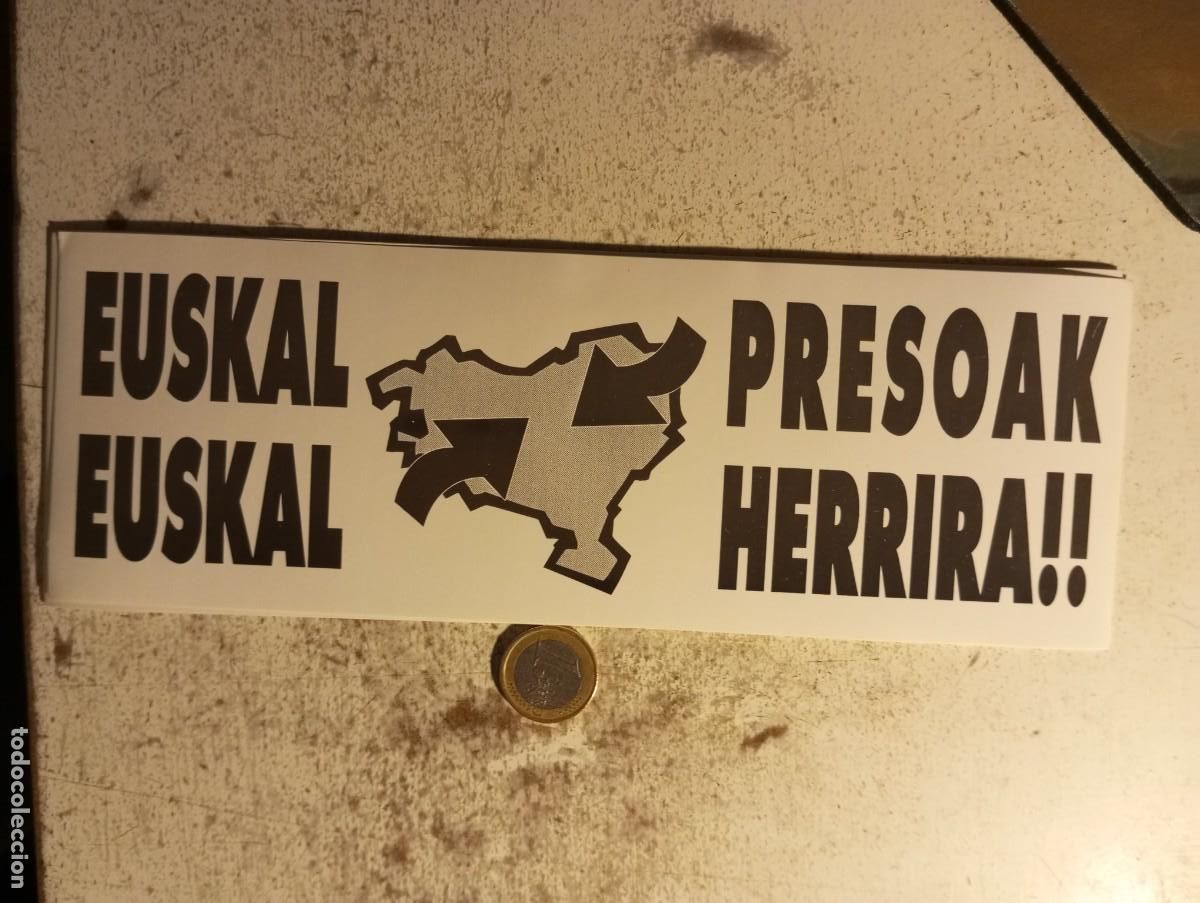 EUSKAL PRESOAK
EUSKAL HERRIRA!!
todocoleccion